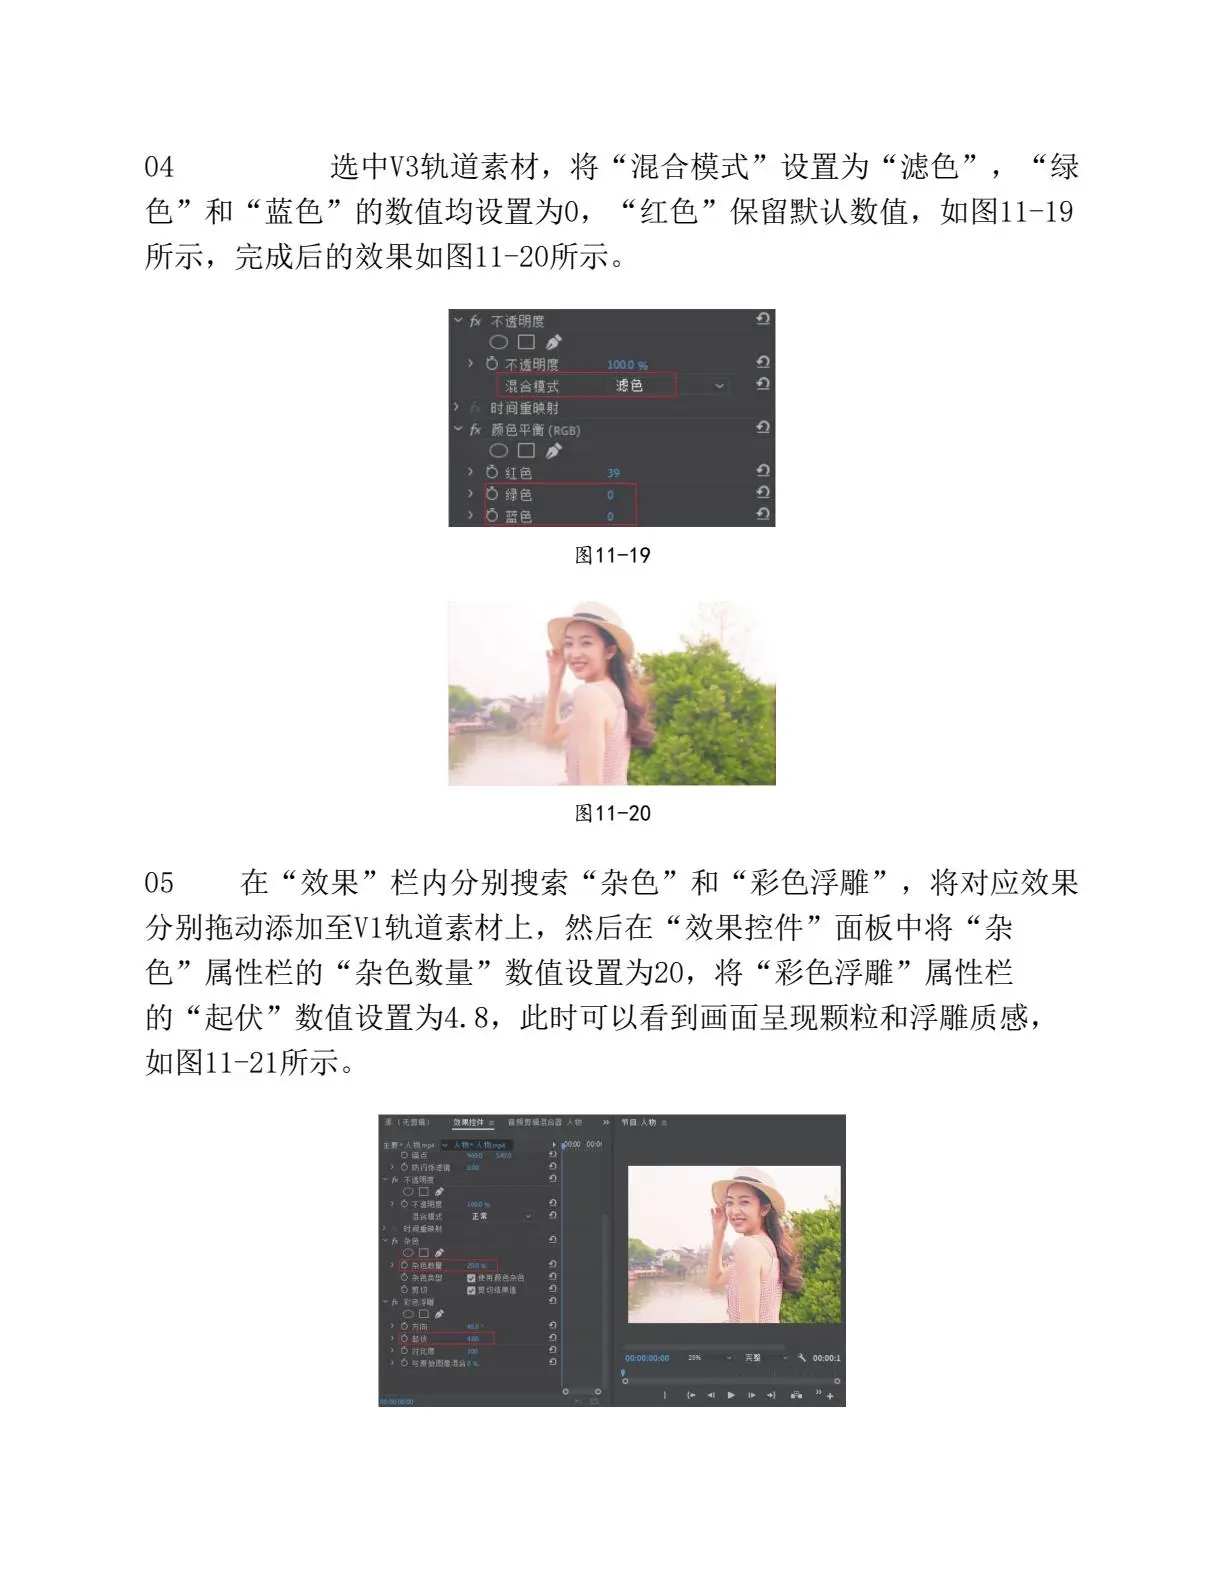 04 选中V3轨道素材，将“混合模式”设置为“滤色”，“绿
色”和“蓝色”的数值均设置为0，“红色”保留默认数值，如图11-19
所示，完成后的效果如图11-20所示。
fx 不透明度
不透明度 100.0 %
混合模式 滤色
fx 时间重映射
fx 颜色平衡 (RGB)
红色 39
绿色 0
蓝色 0
图11-19
图11-20
05 在“效果”栏内分别搜索“杂色”和“彩色浮雕”，将对应效果
分别拖动添加至V1轨道素材上，然后在“效果控件”面板中将“杂
色”属性栏的“杂色数量”数值设置为20，将“彩色浮雕”属性栏
的“起伏”数值设置为4.8，此时可以看到画面呈现颗粒和浮雕质感，
如图11-21所示。
源（无剪辑） 效果控件 音频剪辑混合器 人物 >> 节目 人物
主要*人物.mp4 人物*人物.mp4 00:00 00:0
锚点 960.0 540.0
防闪烁滤镜 0.00
fx 不透明度
不透明度 100.0 %
混合模式 正常
时间重映射
fx 杂色
杂色数量 20.0 %
杂色类型 使用颜色杂色
剪切 剪切结果值
fx 彩色浮雕
方向 45.0 °
起伏 4.80
对比度 100
与原始图像混合 0 %
00:00:00:00
00:00:00:00 25% 完整 00:00:1